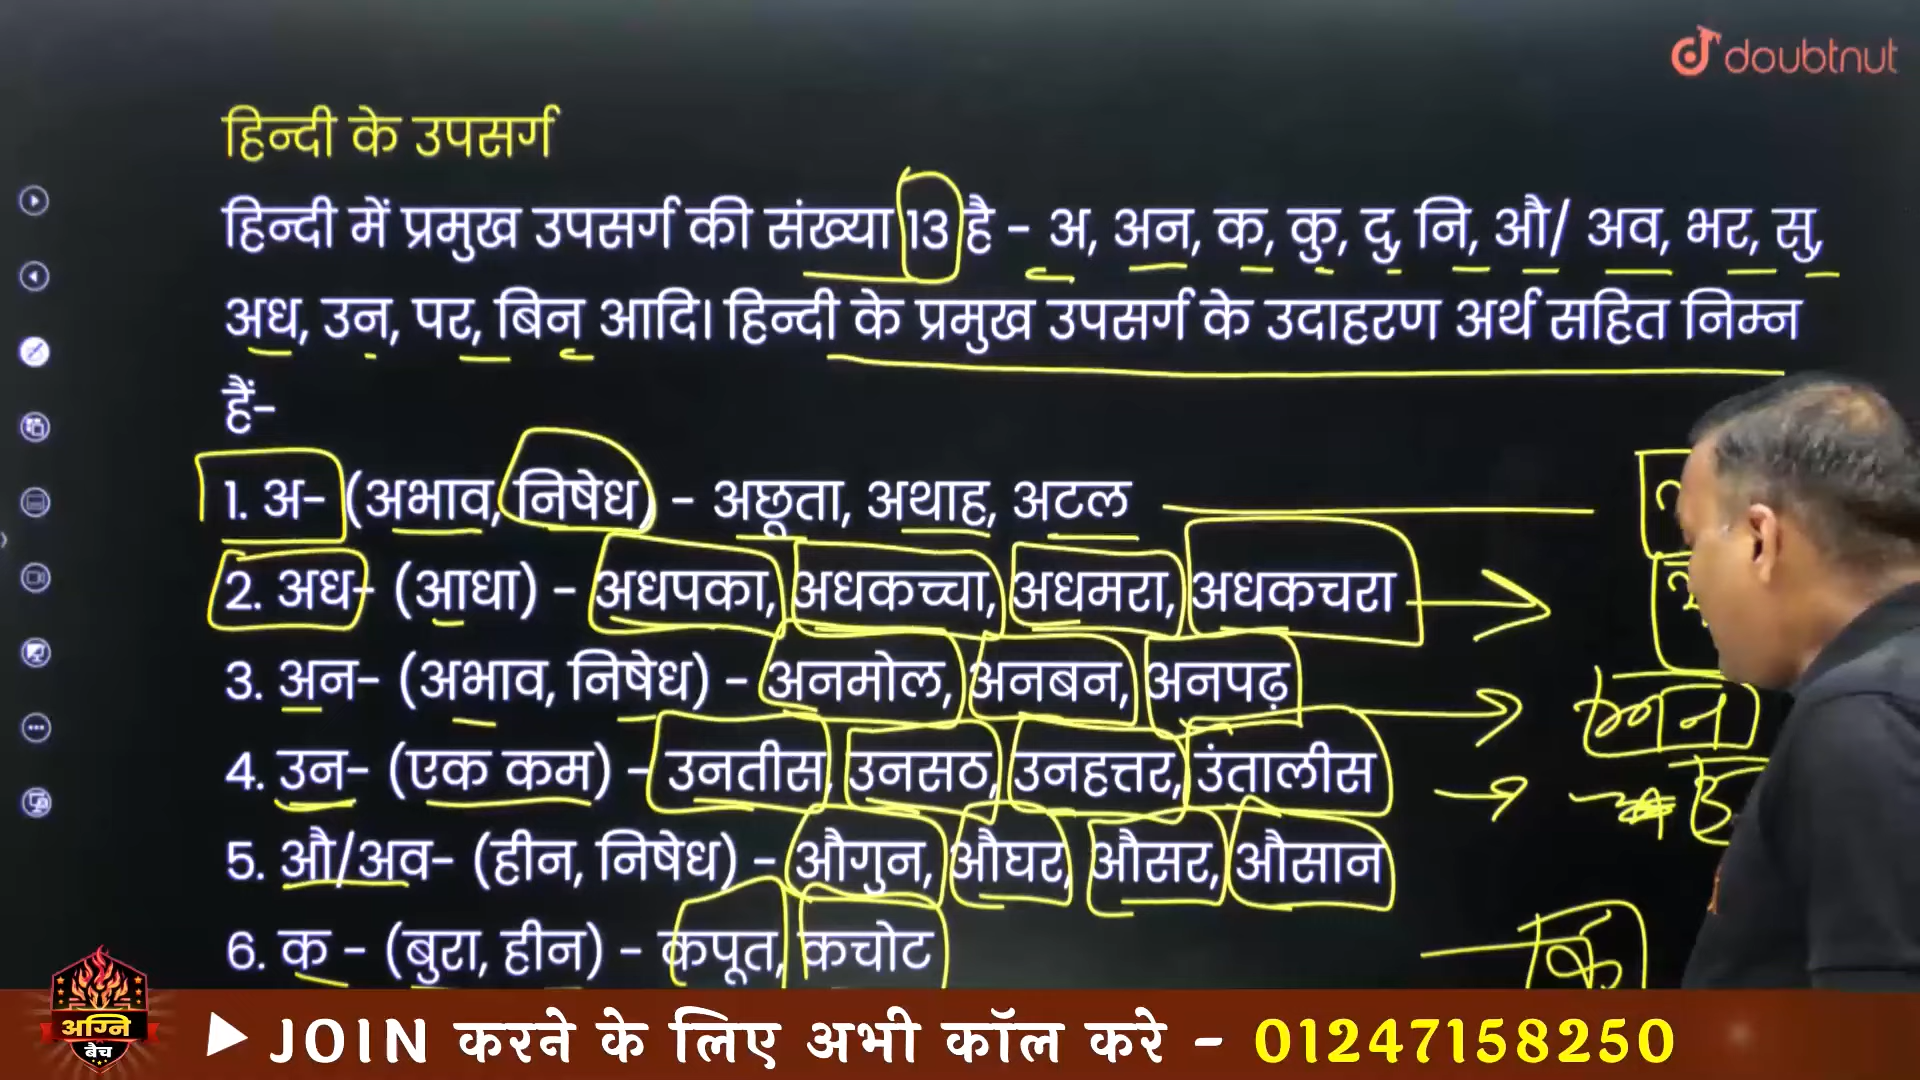 doubtnut
हिन्दी के उपसर्ग
हिन्दी में प्रमुख उपसर्ग की संख्या 13 है - अ, अन, क, कु, दु, नि, औ/ अव, भर, सु,
अध, उन, पर, बिन आदि। हिन्दी के प्रमुख उपसर्ग के उदाहरण अर्थ सहित निम्न
हैं-
1. अ- (अभाव, निषेध) - अछूता, अथाह, अटल
2. अध- (आधा) - अधपका, अधकच्चा, अधमरा, अधकचरा
3. अन- (अभाव, निषेध) - अनमोल, अनबन, अनपढ़
4. उन- (एक कम) - उनतीस, उनसठ, उनहत्तर, उंतालीस
5. औ/अव- (हीन, निषेध) - औगुन, औघर, औसर, औसान
6. क - (बुरा, हीन) - कपूत, कचोट
अग्नि
बैच
JOIN करने के लिए अभी कॉल करे - 01247158250